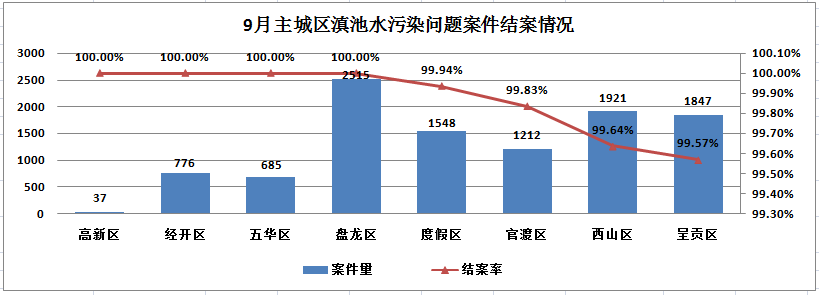 9月主城区滇池水污染问题案件结案情况
3000 100.00% 100.00% 100.00% 100.00% 99.94% 99.83% 99.64% 99.57% 100.10%
2500 2515 100.00%
2000 1921 1847 99.90%
1500 1548 1212 99.80%
1000 776 685 99.70%
500 37 99.60%
0 99.50%
99.40%
99.30%
高新区 经开区 五华区 盘龙区 度假区 官渡区 西山区 呈贡区
案件量 结案率